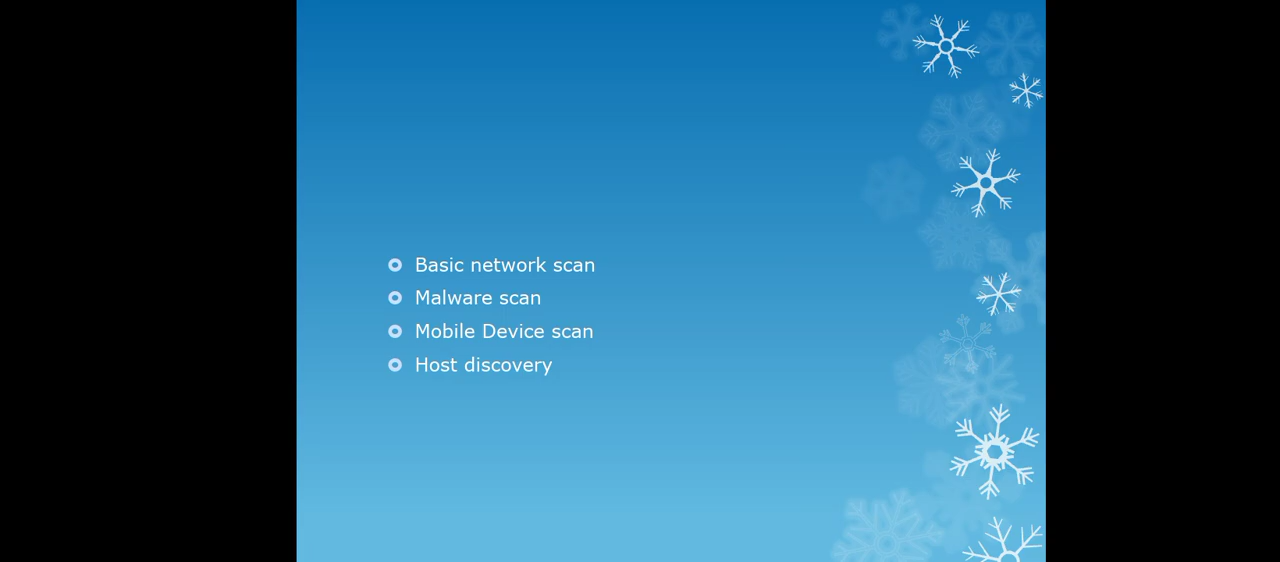 Basic network scan
Malware scan
Mobile Device scan
Host discovery